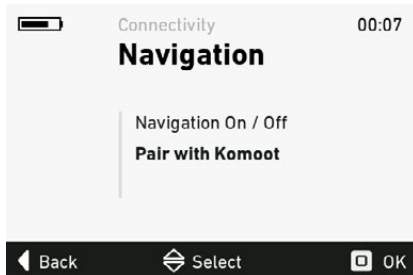 Connectivity
00:07
Navigation
Navigation On / Off
Pair with Komoot
Back
Select
OK